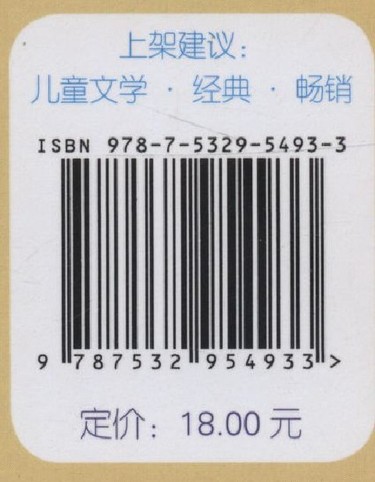 上架建议：
儿童文学 · 经典 · 畅销
ISBN 978-7-5329-5493-3
9 787532 954933 >
定价：18.00 元